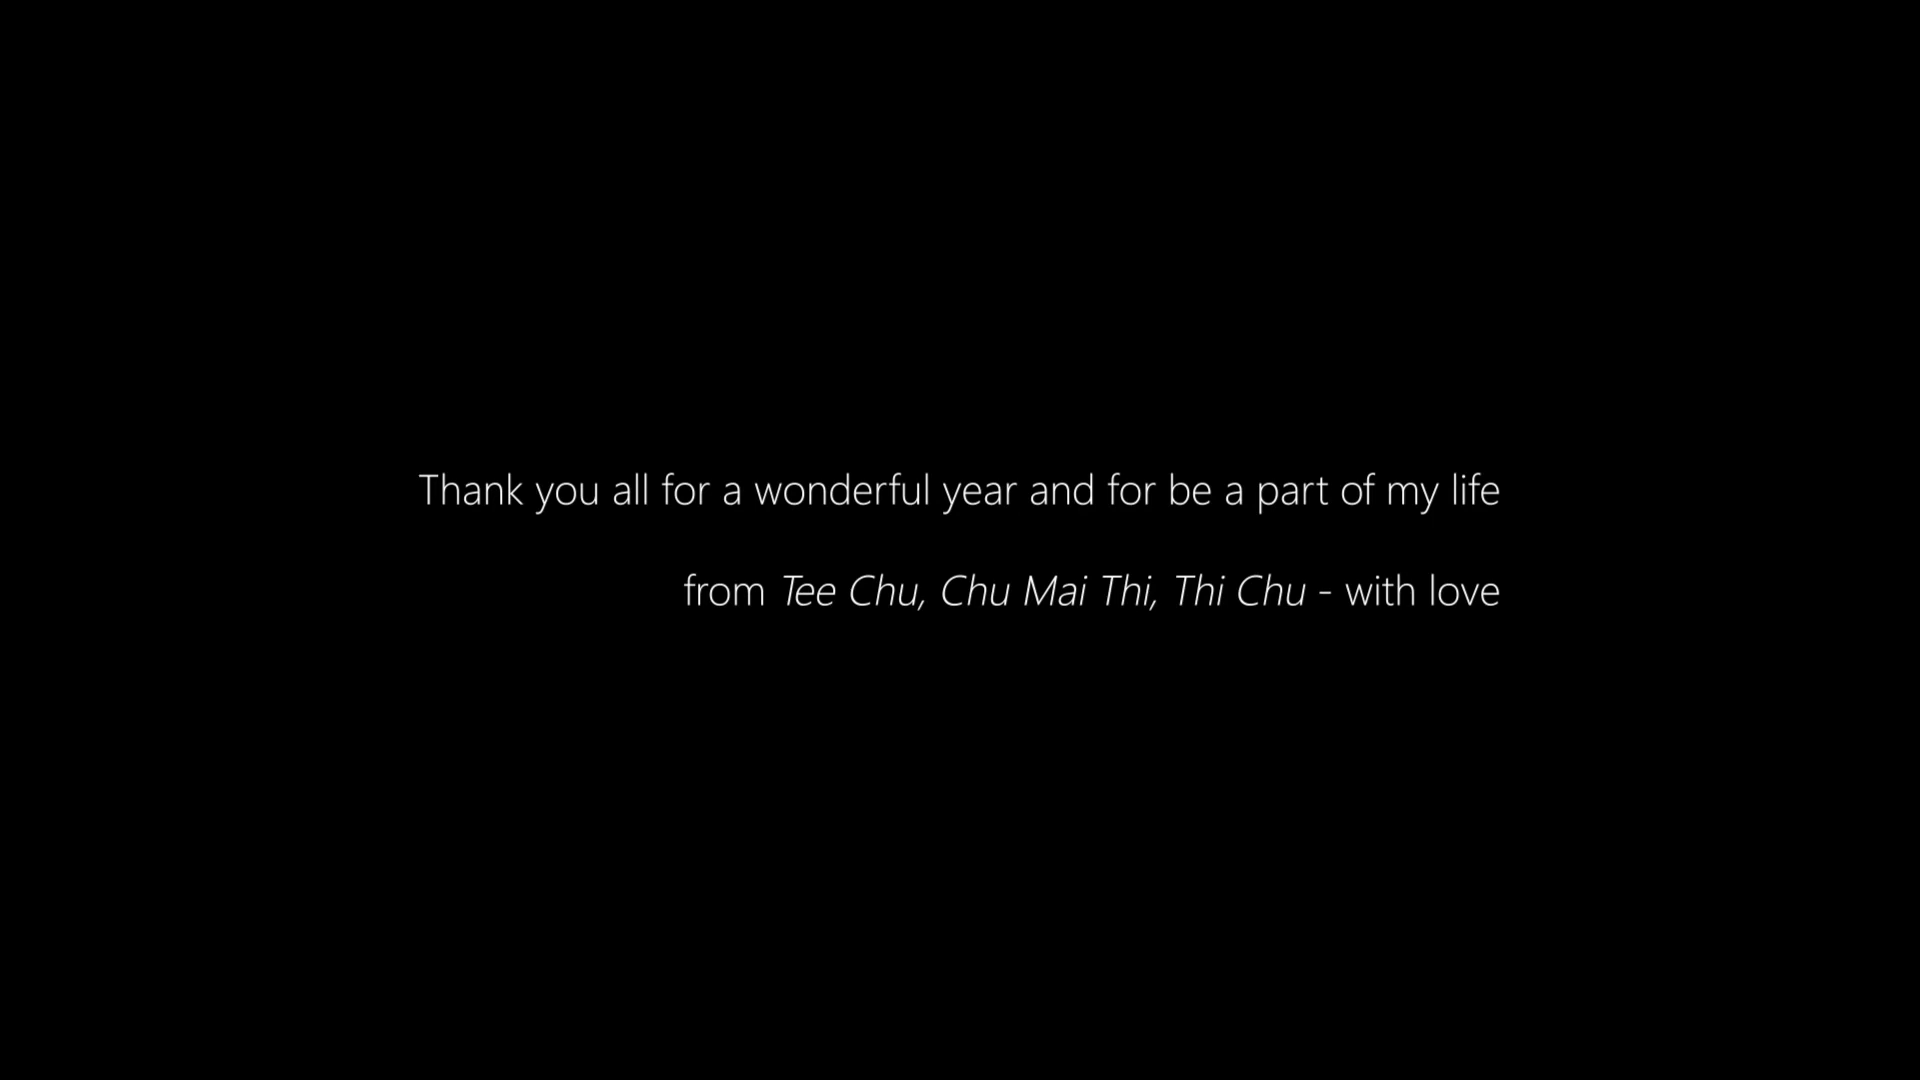 Thank you all for a wonderful year and for be a part of my life
from Tee Chu, Chu Mai Thi, Thi Chu - with love